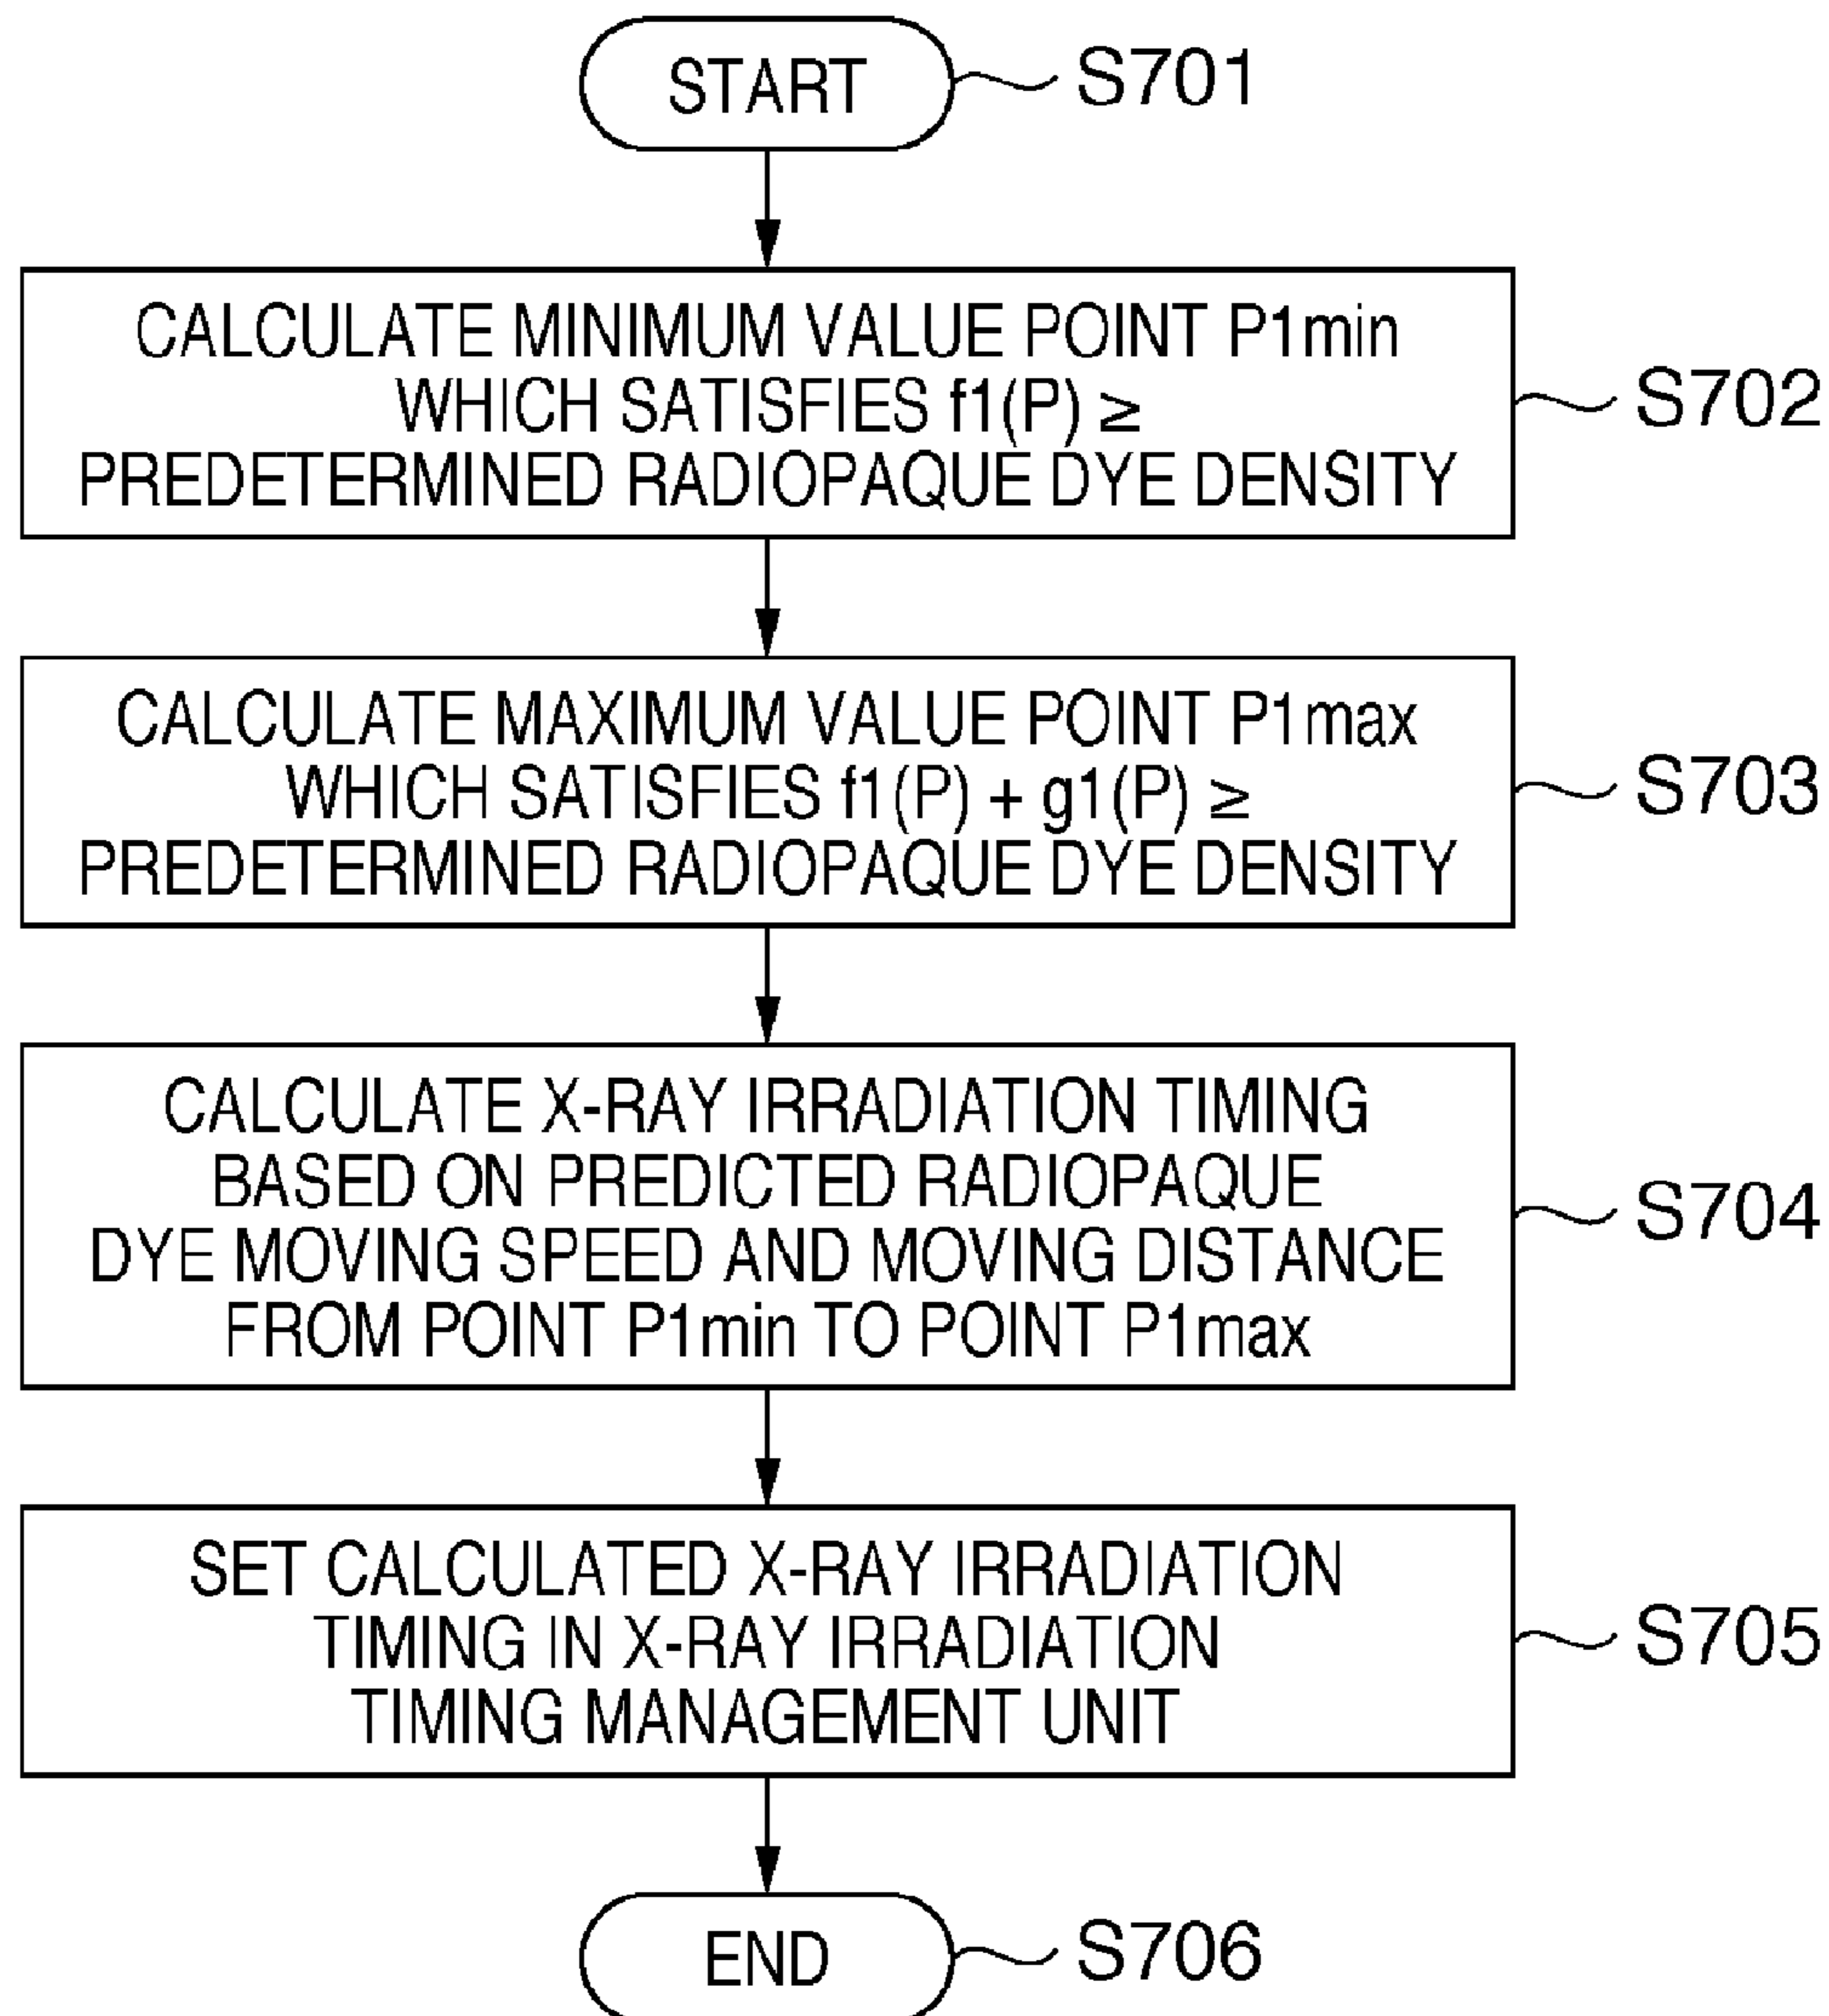 START
S701
CALCULATE MINIMUM VALUE POINT P1min
WHICH SATISFIES f1(P) ≥
PREDETERMINED RADIOPAQUE DYE DENSITY
S702
CALCULATE MAXIMUM VALUE POINT P1max
WHICH SATISFIES f1(P) + g1(P) ≥
PREDETERMINED RADIOPAQUE DYE DENSITY
S703
CALCULATE X-RAY IRRADIATION TIMING
BASED ON PREDICTED RADIOPAQUE
DYE MOVING SPEED AND MOVING DISTANCE
FROM POINT P1min TO POINT P1max
S704
SET CALCULATED X-RAY IRRADIATION
TIMING IN X-RAY IRRADIATION
TIMING MANAGEMENT UNIT
S705
END
S706